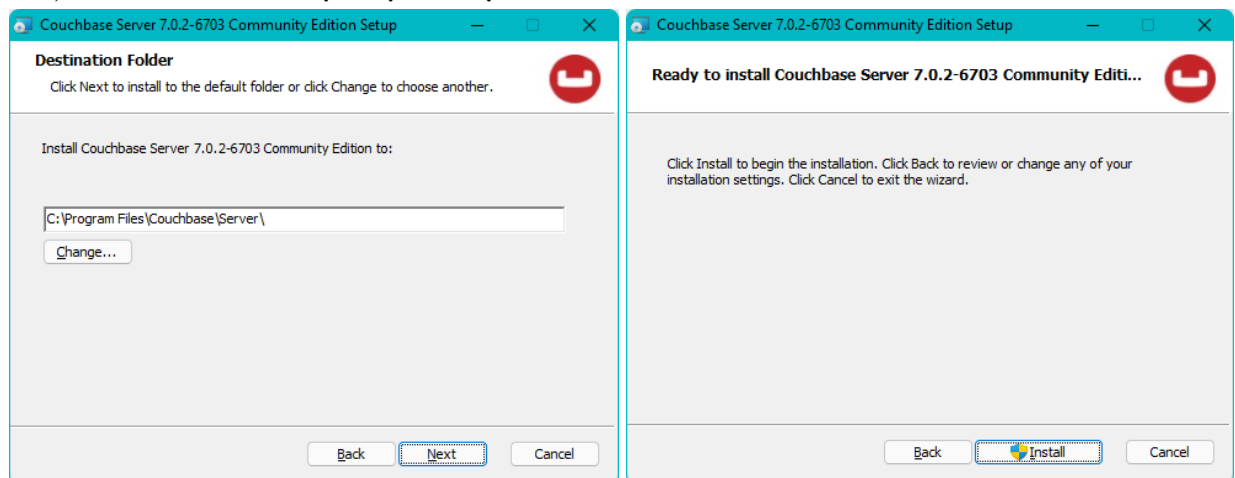 Couchbase Server 7.0.2-6703 Community Edition Setup
Destination Folder
Click Next to install to the default folder or click Change to choose another.
Install Couchbase Server 7.0.2-6703 Community Edition to:
C:\Program Files\Couchbase\Server\
Change...
Back Next Cancel
Couchbase Server 7.0.2-6703 Community Edition Setup
Ready to install Couchbase Server 7.0.2-6703 Community Editi...
Click Install to begin the installation. Click Back to review or change any of your
installation settings. Click Cancel to exit the wizard.
Back Install Cancel